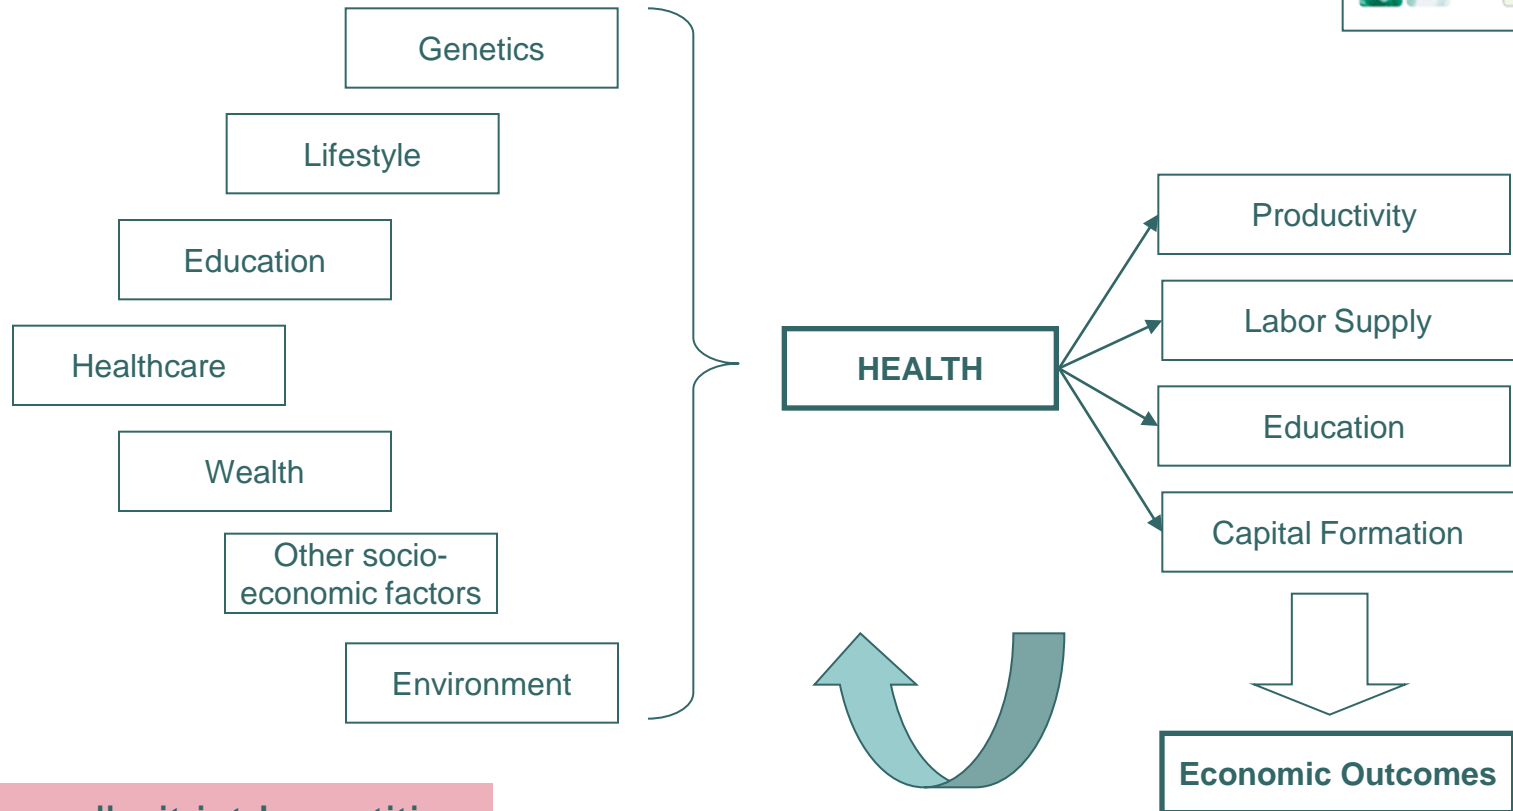 Genetics
Lifestyle
Education
Healthcare
Wealth
Other socio-
economic factors
Environment
HEALTH
Productivity
Labor Supply
Education
Capital Formation
Economic Outcomes